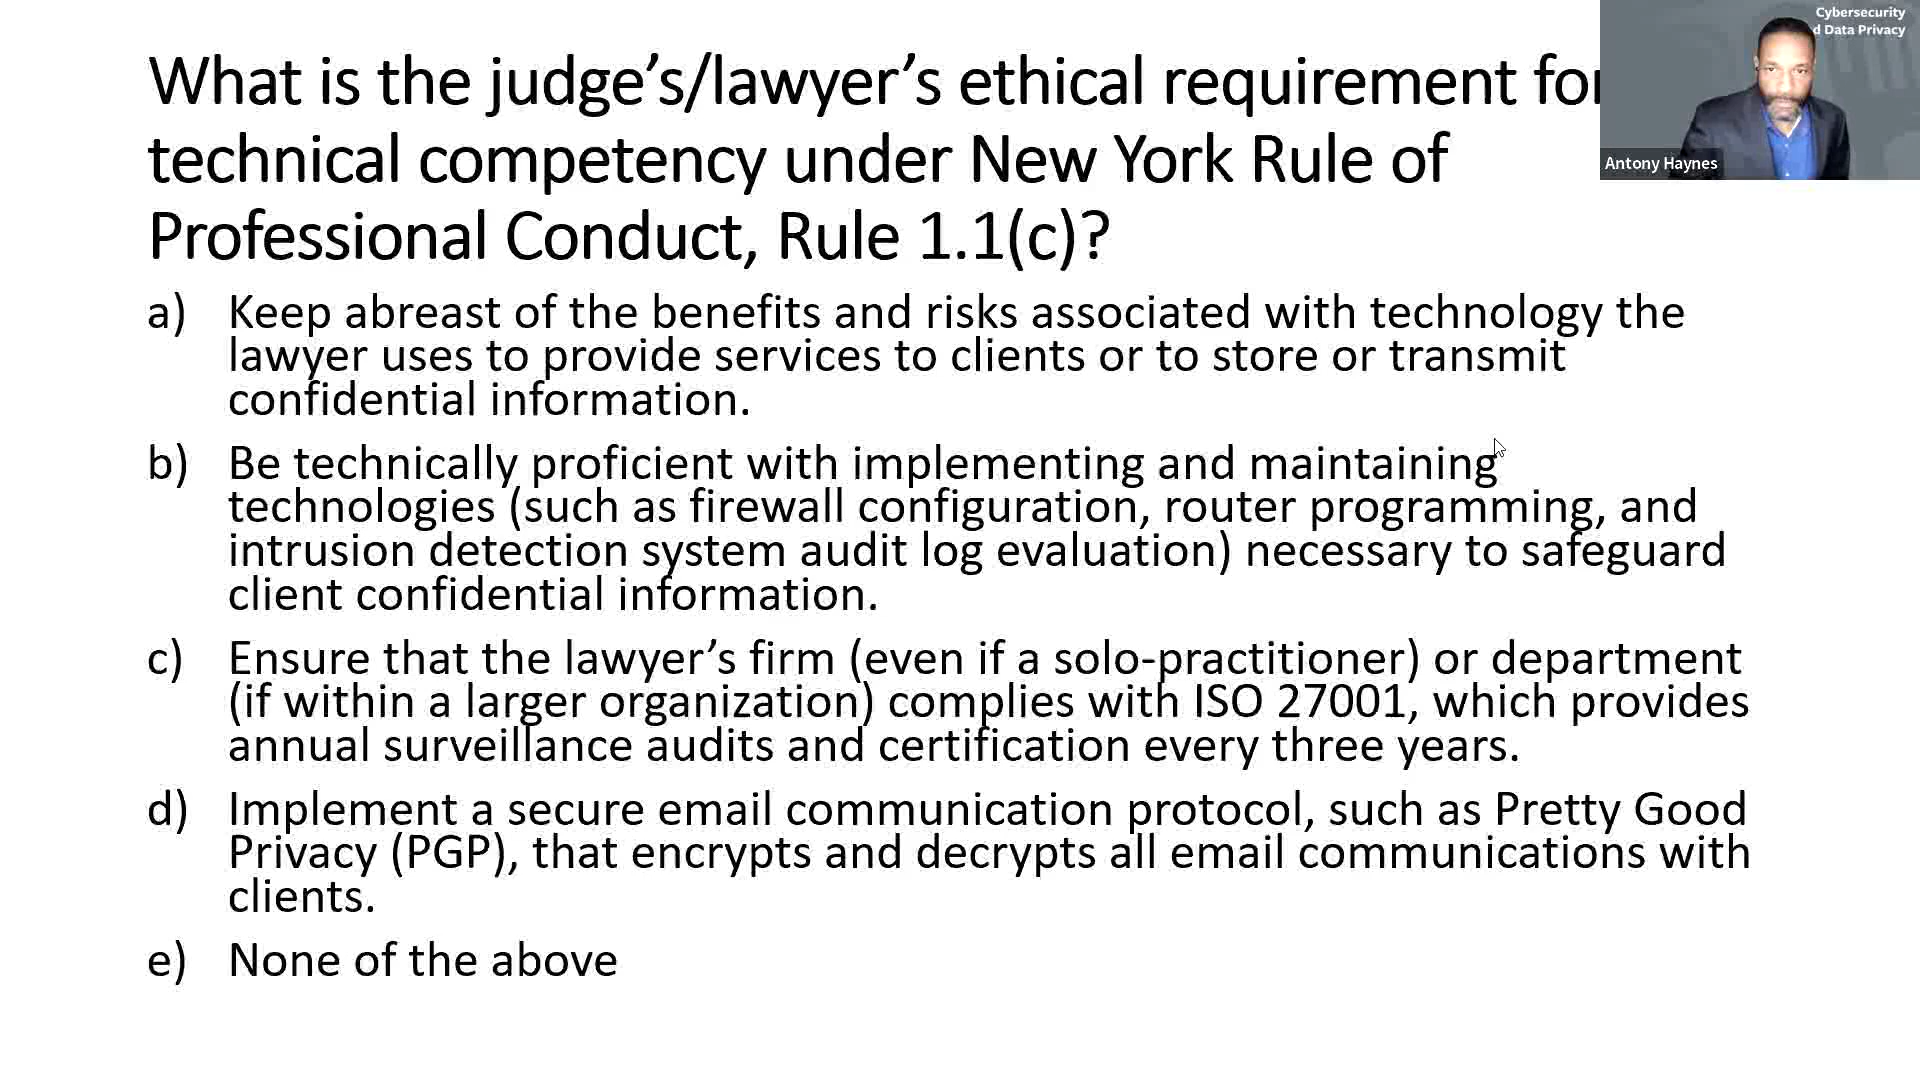 Cybersecurity
d Data Privacy
Antony Haynes
What is the judge’s/lawyer’s ethical requirement for
technical competency under New York Rule of
Professional Conduct, Rule 1.1(c)?
a) Keep abreast of the benefits and risks associated with technology the
lawyer uses to provide services to clients or to store or transmit
confidential information.
b) Be technically proficient with implementing and maintaining
technologies (such as firewall configuration, router programming, and
intrusion detection system audit log evaluation) necessary to safeguard
client confidential information.
c) Ensure that the lawyer’s firm (even if a solo-practitioner) or department
(if within a larger organization) complies with ISO 27001, which provides
annual surveillance audits and certification every three years.
d) Implement a secure email communication protocol, such as Pretty Good
Privacy (PGP), that encrypts and decrypts all email communications with
clients.
e) None of the above